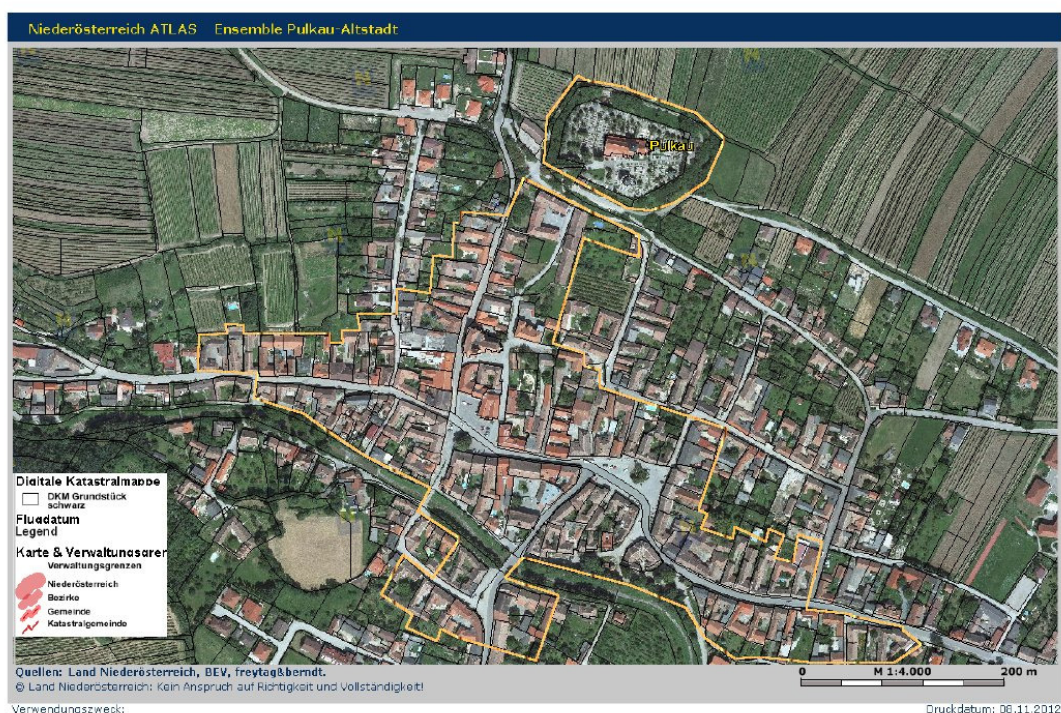 Niederösterreich ATLAS Ensemble Pulkau-Altstadt
Pulkau
Digitale Katastralmappe
DKM Grundstück
schwarz
Flugdatum
Legend
Karte & Verwaltungsgrer
Verwaltungsgrenzen
Niederösterreich
Bezirke
Gemeinde
Katastralgemeinde
Quellen: Land Niederösterreich, BEV, freytag&berndt.
© Land Niederösterreich: Kein Anspruch auf Richtigkeit und Vollständigkeit!
0 M 1:4.000 200 m
Verwendungszweck:
Druckdatum: 08.11.2012